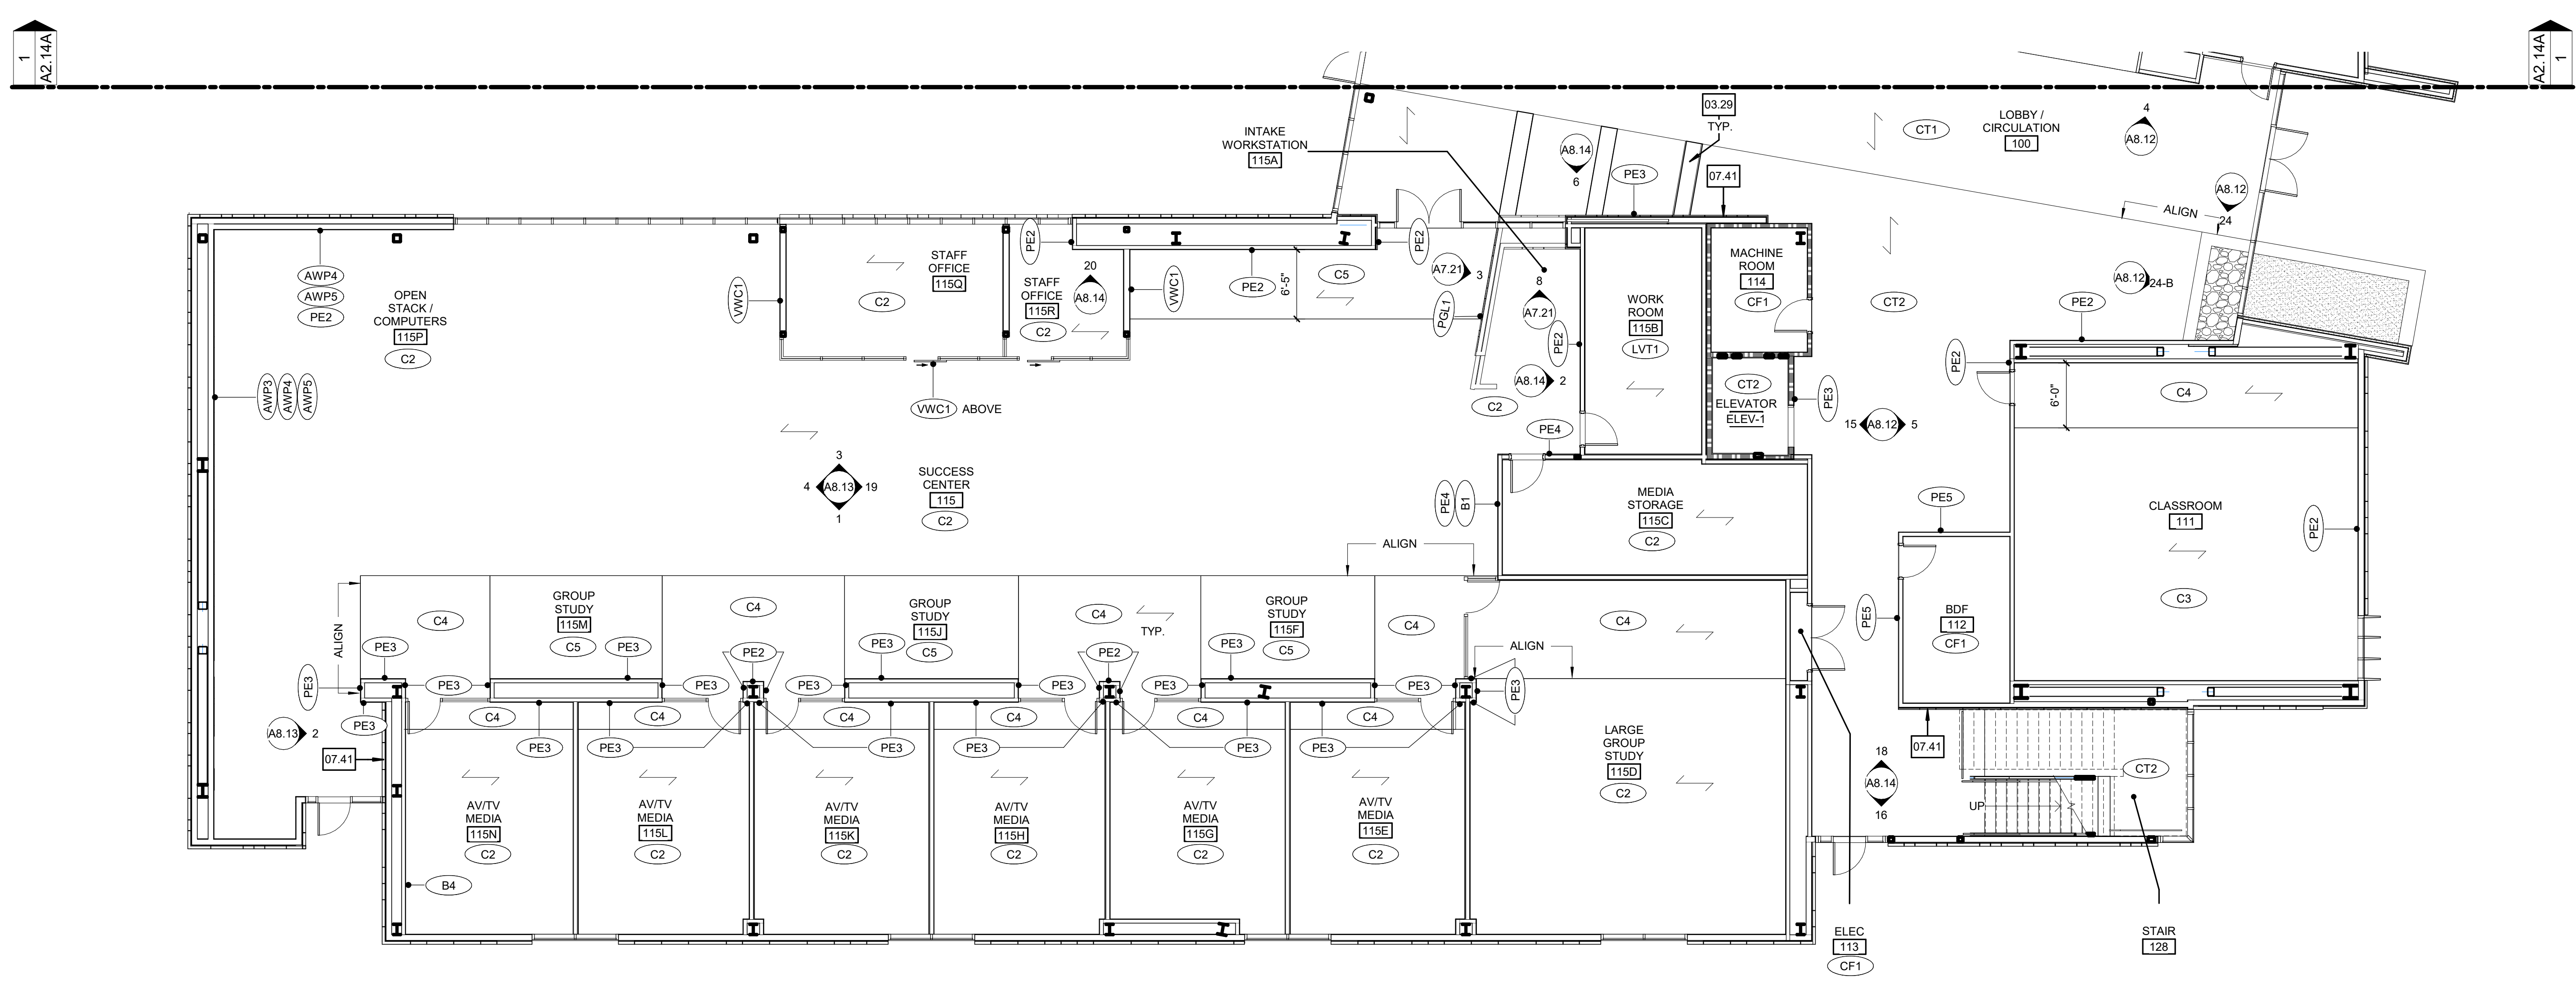 1
A2.14A
A2.14A
1
03.29
TYP.
INTAKE
WORKSTATION
115A
A8.14
6
PE3
07.41
CT1
LOBBY /
CIRCULATION
100
4
A8.12
A8.12
24
ALIGN
AWP4
AWP5
PE2
OPEN
STACK /
COMPUTERS
115P
C2
VWC1
STAFF
OFFICE
115Q
C2
PE2
STAFF
OFFICE
115R
C2
20
A8.14
VWC1
PE2
6'-5"
C5
PE2
A7.21
3
PGL1
8
A7.21
PE2
WORK
ROOM
115B
LVT1
MACHINE
ROOM
114
CF1
CT2
A8.12
24-B
PE2
PE2
AWP3
AWP4
AWP5
VWC1
ABOVE
A8.14
2
C2
PE4
CT2
ELEVATOR
ELEV-1
PE3
15
A8.12
5
6'-0"
C4
3
4
A8.13
19
1
SUCCESS
CENTER
115
C2
PE4
B1
MEDIA
STORAGE
115C
C2
PE5
CLASSROOM
111
PE2
C3
ALIGN
ALIGN
C4
GROUP
STUDY
115M
C5
C4
GROUP
STUDY
115J
C5
C4
TYP.
GROUP
STUDY
115F
C5
C4
C4
PE5
BDF
112
CF1
PE3
PE3
PE3
PE2
PE3
PE2
PE3
ALIGN
PE3
PE3
PE3
PE3
PE3
PE3
PE3
PE3
PE3
C4
C4
C4
C4
C4
C4
A8.13
2
07.41
PE3
PE3
PE3
PE3
PE3
PE3
LARGE
GROUP
STUDY
115D
C2
18
A8.14
16
07.41
CT2
UP
AV/TV
MEDIA
115N
C2
AV/TV
MEDIA
115L
C2
AV/TV
MEDIA
115K
C2
AV/TV
MEDIA
115H
C2
AV/TV
MEDIA
115G
C2
AV/TV
MEDIA
115E
C2
B4
ELEC
113
CF1
STAIR
128